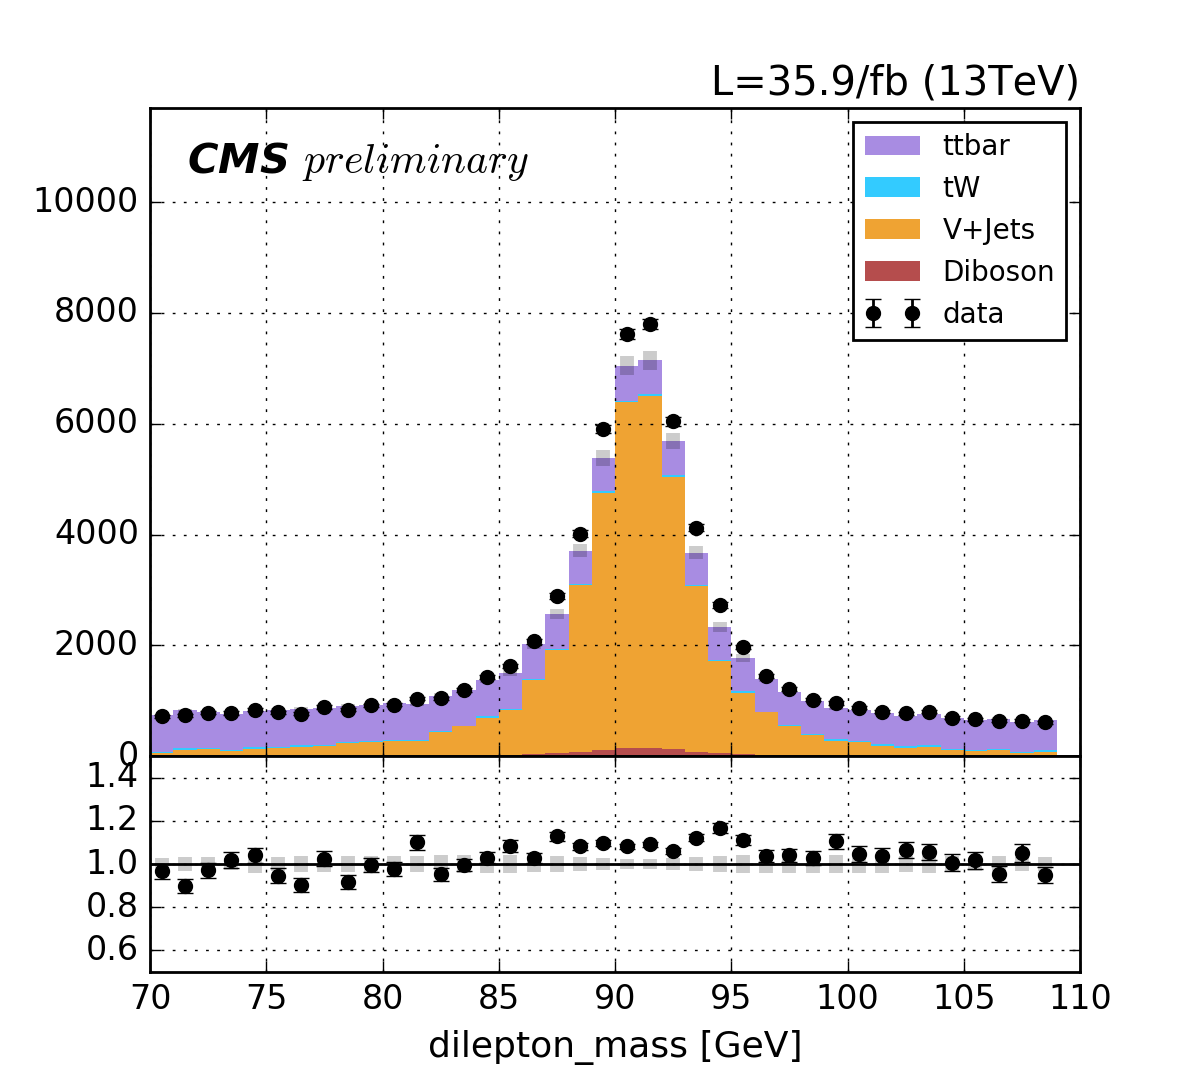 L=35.9/fb (13TeV)
CMS preliminary
ttbar
tW
V+Jets
Diboson
data
10000
8000
6000
4000
2000
0
1.4
1.2
1.0
0.8
0.6
70 75 80 85 90 95 100 105 110
dilepton_mass [GeV]